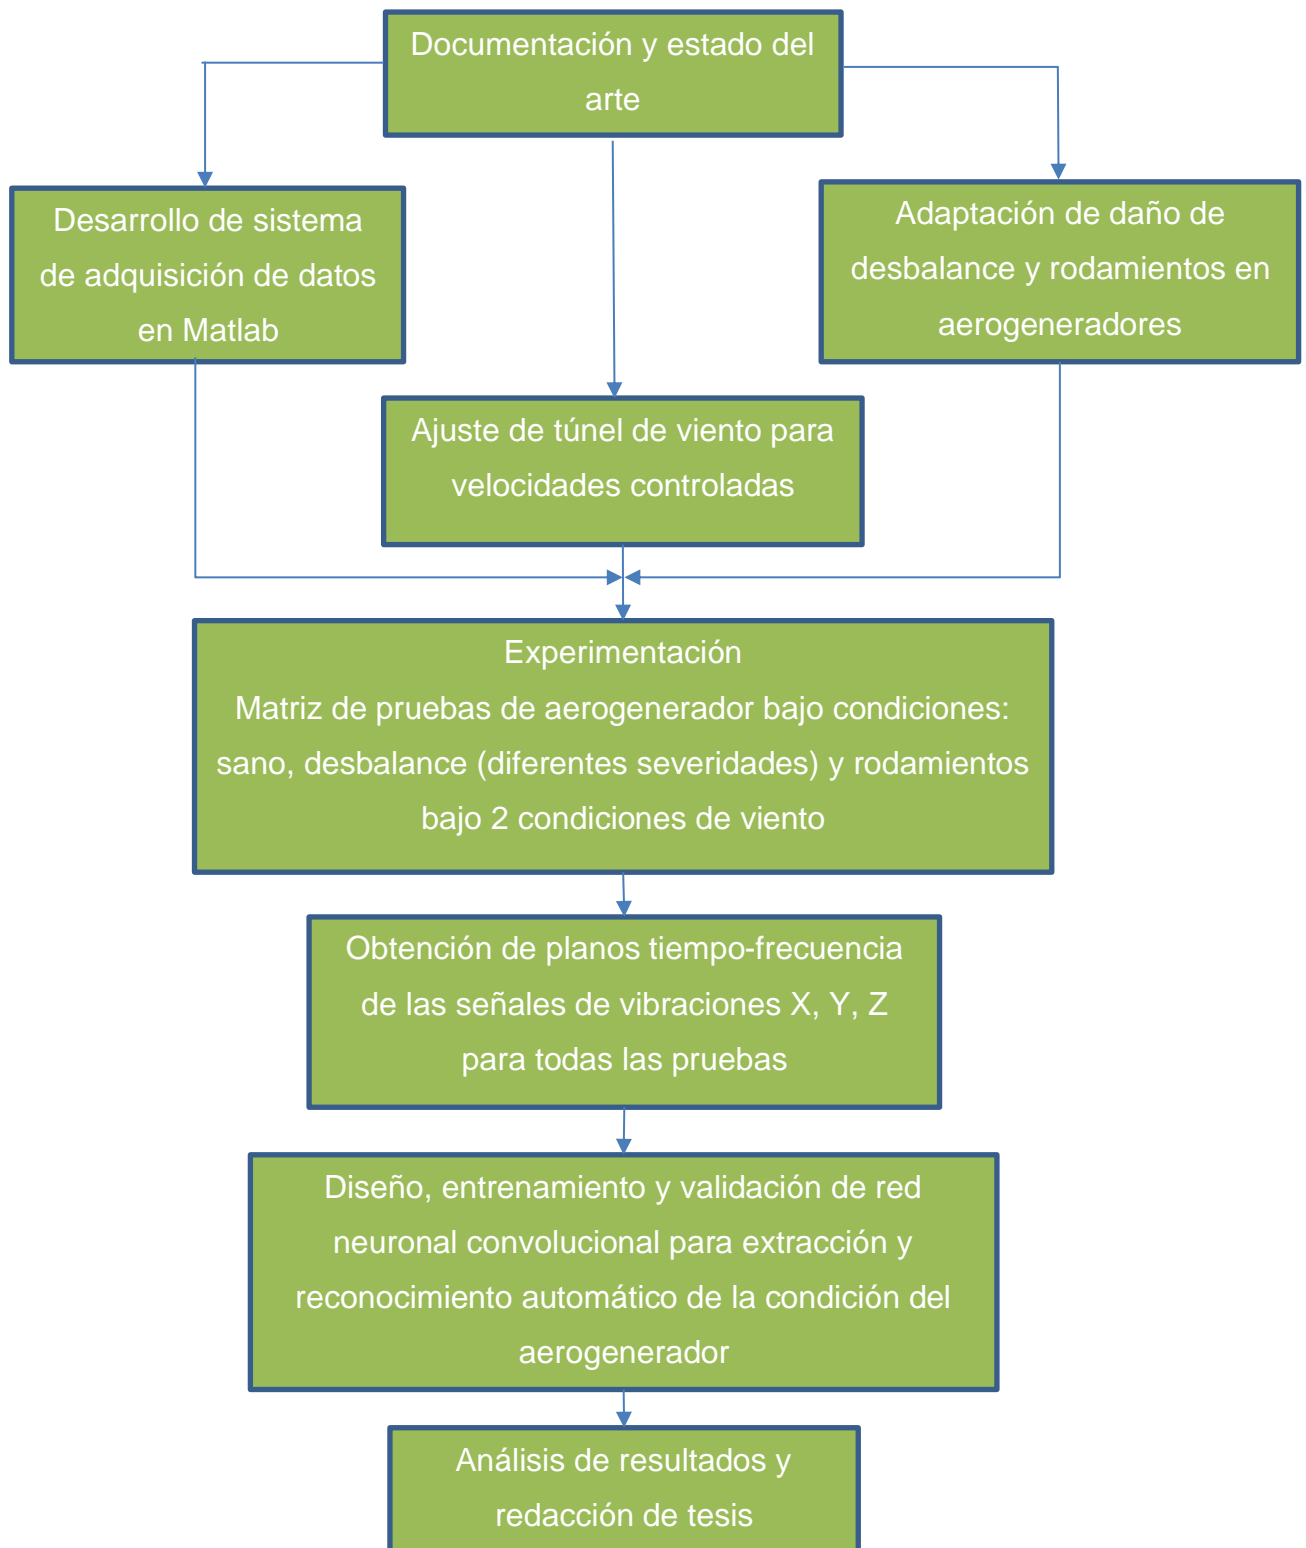 Documentación y estado del
arte
Desarrollo de sistema
de adquisición de datos
en Matlab
Adaptación de daño de
desbalance y rodamientos en
aerogeneradores
Ajuste de túnel de viento para
velocidades controladas
Experimentación
Matriz de pruebas de aerogenerador bajo condiciones:
sano, desbalance (diferentes severidades) y rodamientos
bajo 2 condiciones de viento
Obtención de planos tiempo-frecuencia
de las señales de vibraciones X, Y, Z
para todas las pruebas
Diseño, entrenamiento y validación de red
neuronal convolucional para extracción y
reconocimiento automático de la condición del
aerogenerador
Análisis de resultados y
redacción de tesis